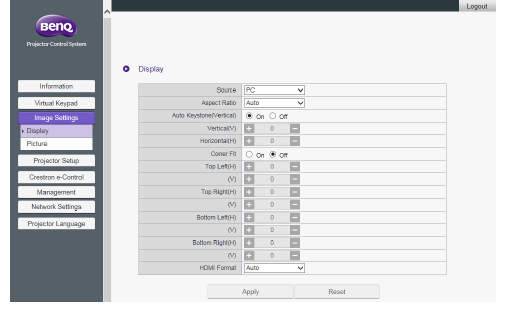 Logout
BenQ
Projector Control System
Information
Virtual Keypad
Image Settings
Display
Picture
Projector Setup
Crestron e-Control
Management
Network Settings
Projector Language
Display
Source PC
Aspect Ratio Auto
Auto Keystone(Vertical) On Off
Vertical(V) + 0 −
Horizontal(H) + 0 −
Coner Fit On Off
Top Left(H) + 0 −
(V) + 0 −
Top Right(H) + 0 −
(V) + 0 −
Bottom Left(H) + 0 −
(V) + 0 −
Bottom Right(H) + 0 −
(V) + 0 −
HDMI Format Auto
Apply Reset